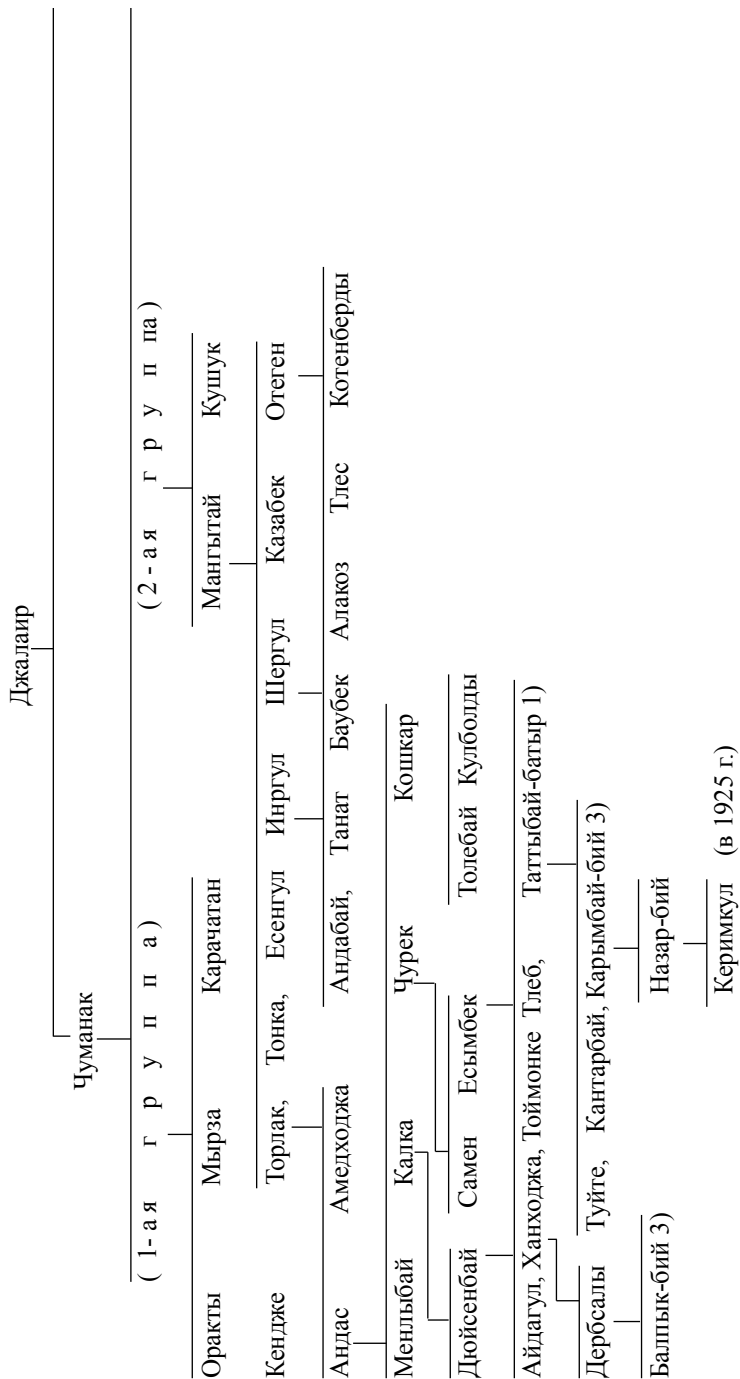 Джалаир
Чуманак
( 1- а я г р у п п а ) ( 2 - а я г р у п па )
Оракты Мырза Карачатан Мангытай Кушук
Кендже Торлак, Тонка, Есенгул Инргул Шергул Казабек Отеген
Андас Амедходжа Андабай, Танат Баубек Алакоз Тлес Котенберды
Менлыбай Калка Чурек Кошкар
Дюйсенбай Самен Есымбек Толебай Кулболды
Айдагул, Ханходжа, Тоймонке Тлеб, Таттыбай-батыр 1)
Дербсалы Туйте, Кантарбай, Карымбай-бий 3)
Балпык-бий 3) Назар-бий
Керимкул (в 1925 г.)